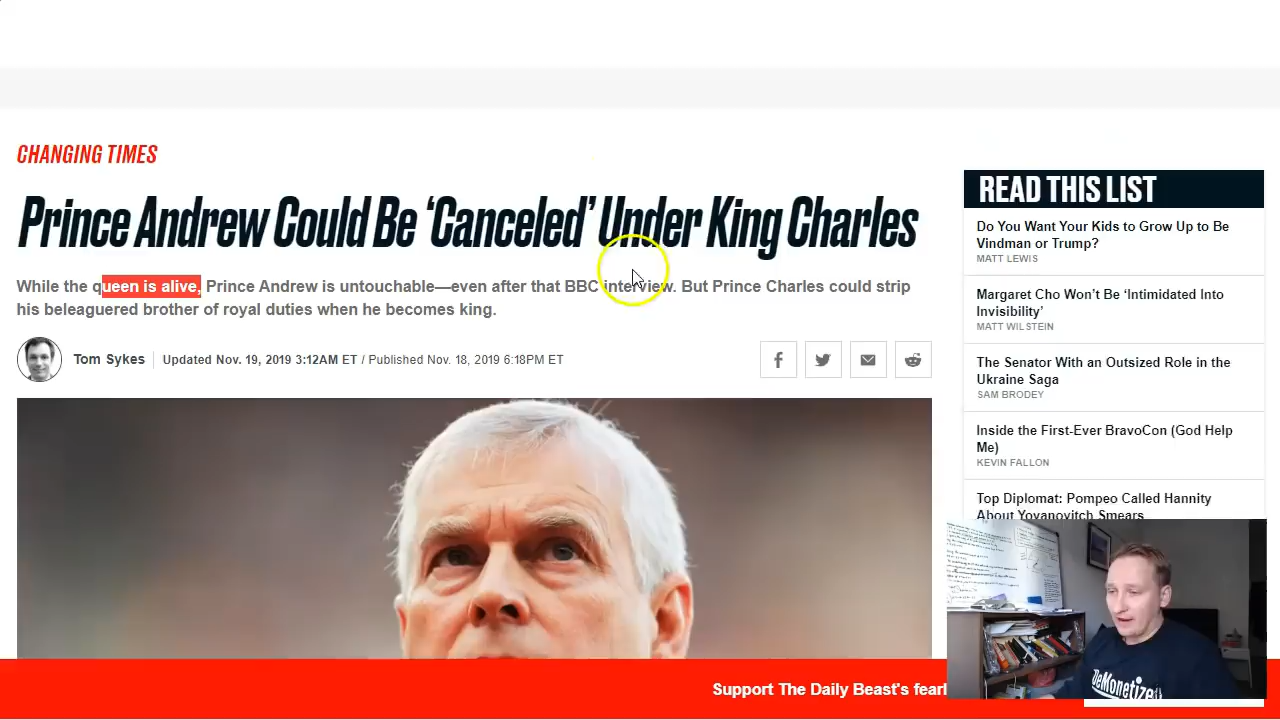 CHANGING TIMES
Prince Andrew Could Be ‘Canceled’ Under King Charles
While the queen is alive, Prince Andrew is untouchable—even after that BBC interview. But Prince Charles could strip
his beleaguered brother of royal duties when he becomes king.
Tom Sykes
Updated Nov. 19, 2019 3:12AM ET / Published Nov. 18, 2019 6:18PM ET
READ THIS LIST
Do You Want Your Kids to Grow Up to Be
Vindman or Trump?
MATT LEWIS
Margaret Cho Won’t Be ‘Intimidated Into
Invisibility’
MATT WILSTEIN
The Senator With an Outsized Role in the
Ukraine Saga
SAM BRODEY
Inside the First-Ever BravoCon (God Help
Me)
KEVIN FALLON
Top Diplomat: Pompeo Called Hannity
About Yovanovitch Smears
Support The Daily Beast's
DeMonetize